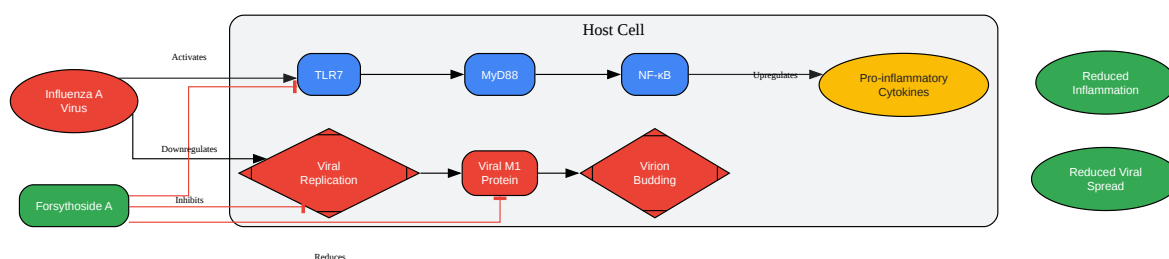 Host Cell
Activates
TLR7
MyD88
NF-κB
Upregulates
Pro-inflammatory
Cytokines
Reduced
Inflammation
Influenza A
Virus
Downregulates
Viral
Replication
Viral M1
Protein
Virion
Budding
Reduced Viral
Spread
Forsythoside A
Inhibits
Reduces